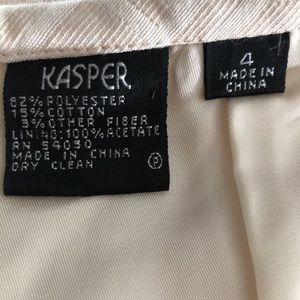 KASPER
82% POLYESTER
15% COTTON
3% OTHER FIBER
LINING: 100% ACETATE
RN 54050
MADE IN CHINA
DRY CLEAN
P
4
MADE IN
CHINA